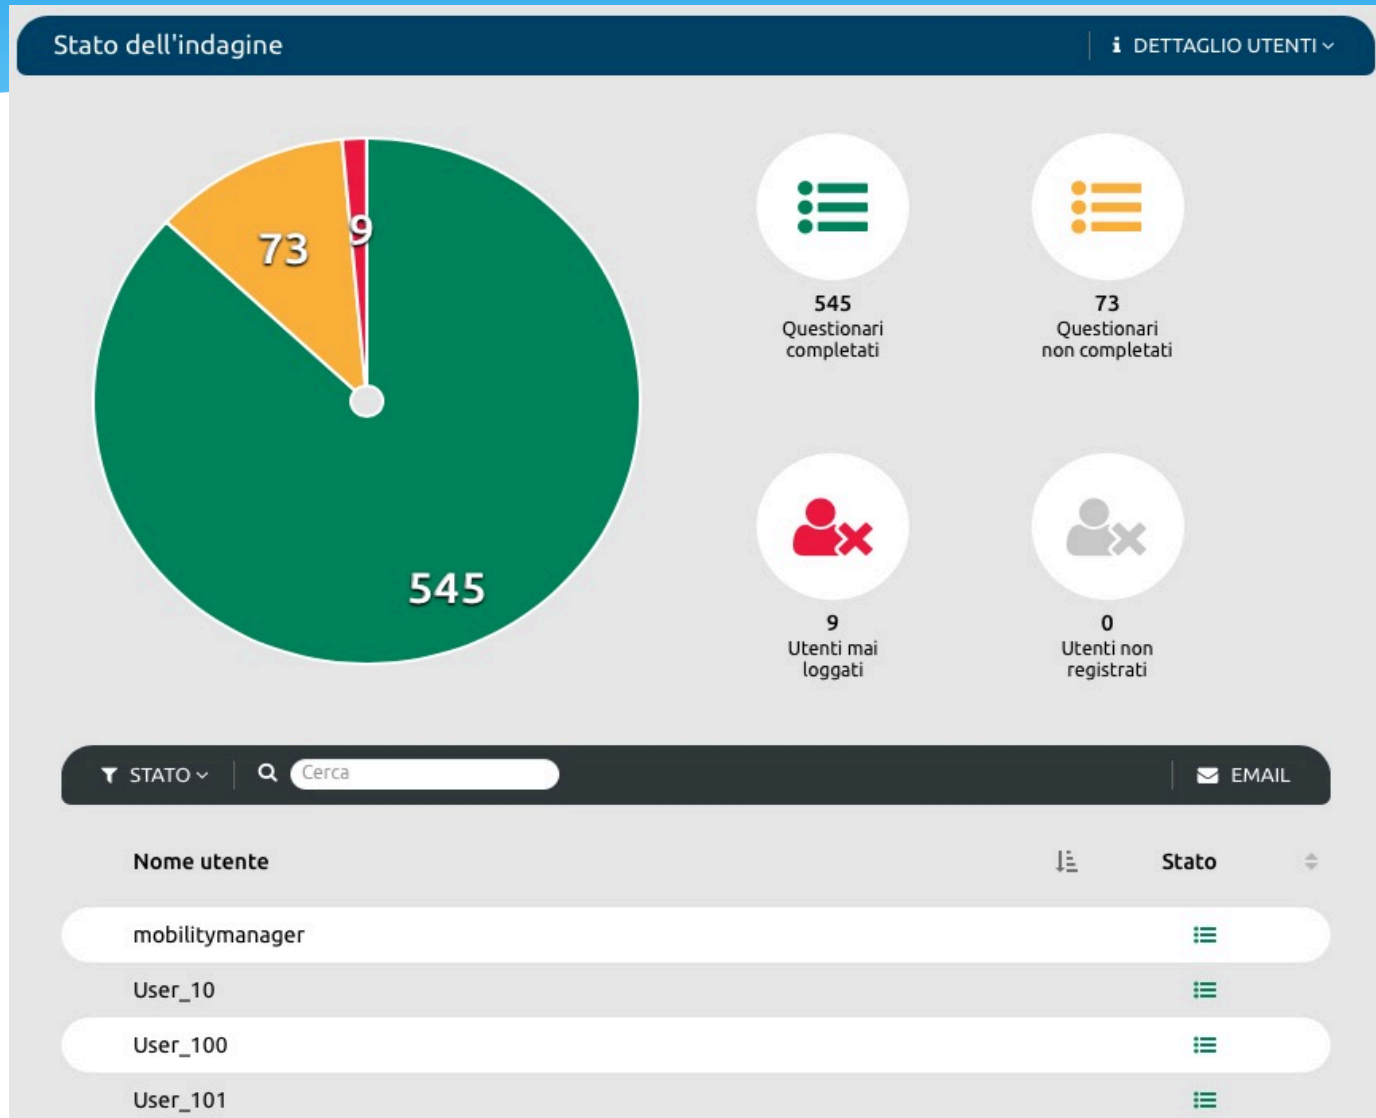 Stato dell'indagine
DETTAGLIO UTENTI
73
9
545
545
Questionari
completati
73
Questionari
non completati
9
Utenti mai
loggati
0
Utenti non
registrati
STATO
Cerca
EMAIL
Nome utente
Stato
mobilitymanager
User_10
User_100
User_101